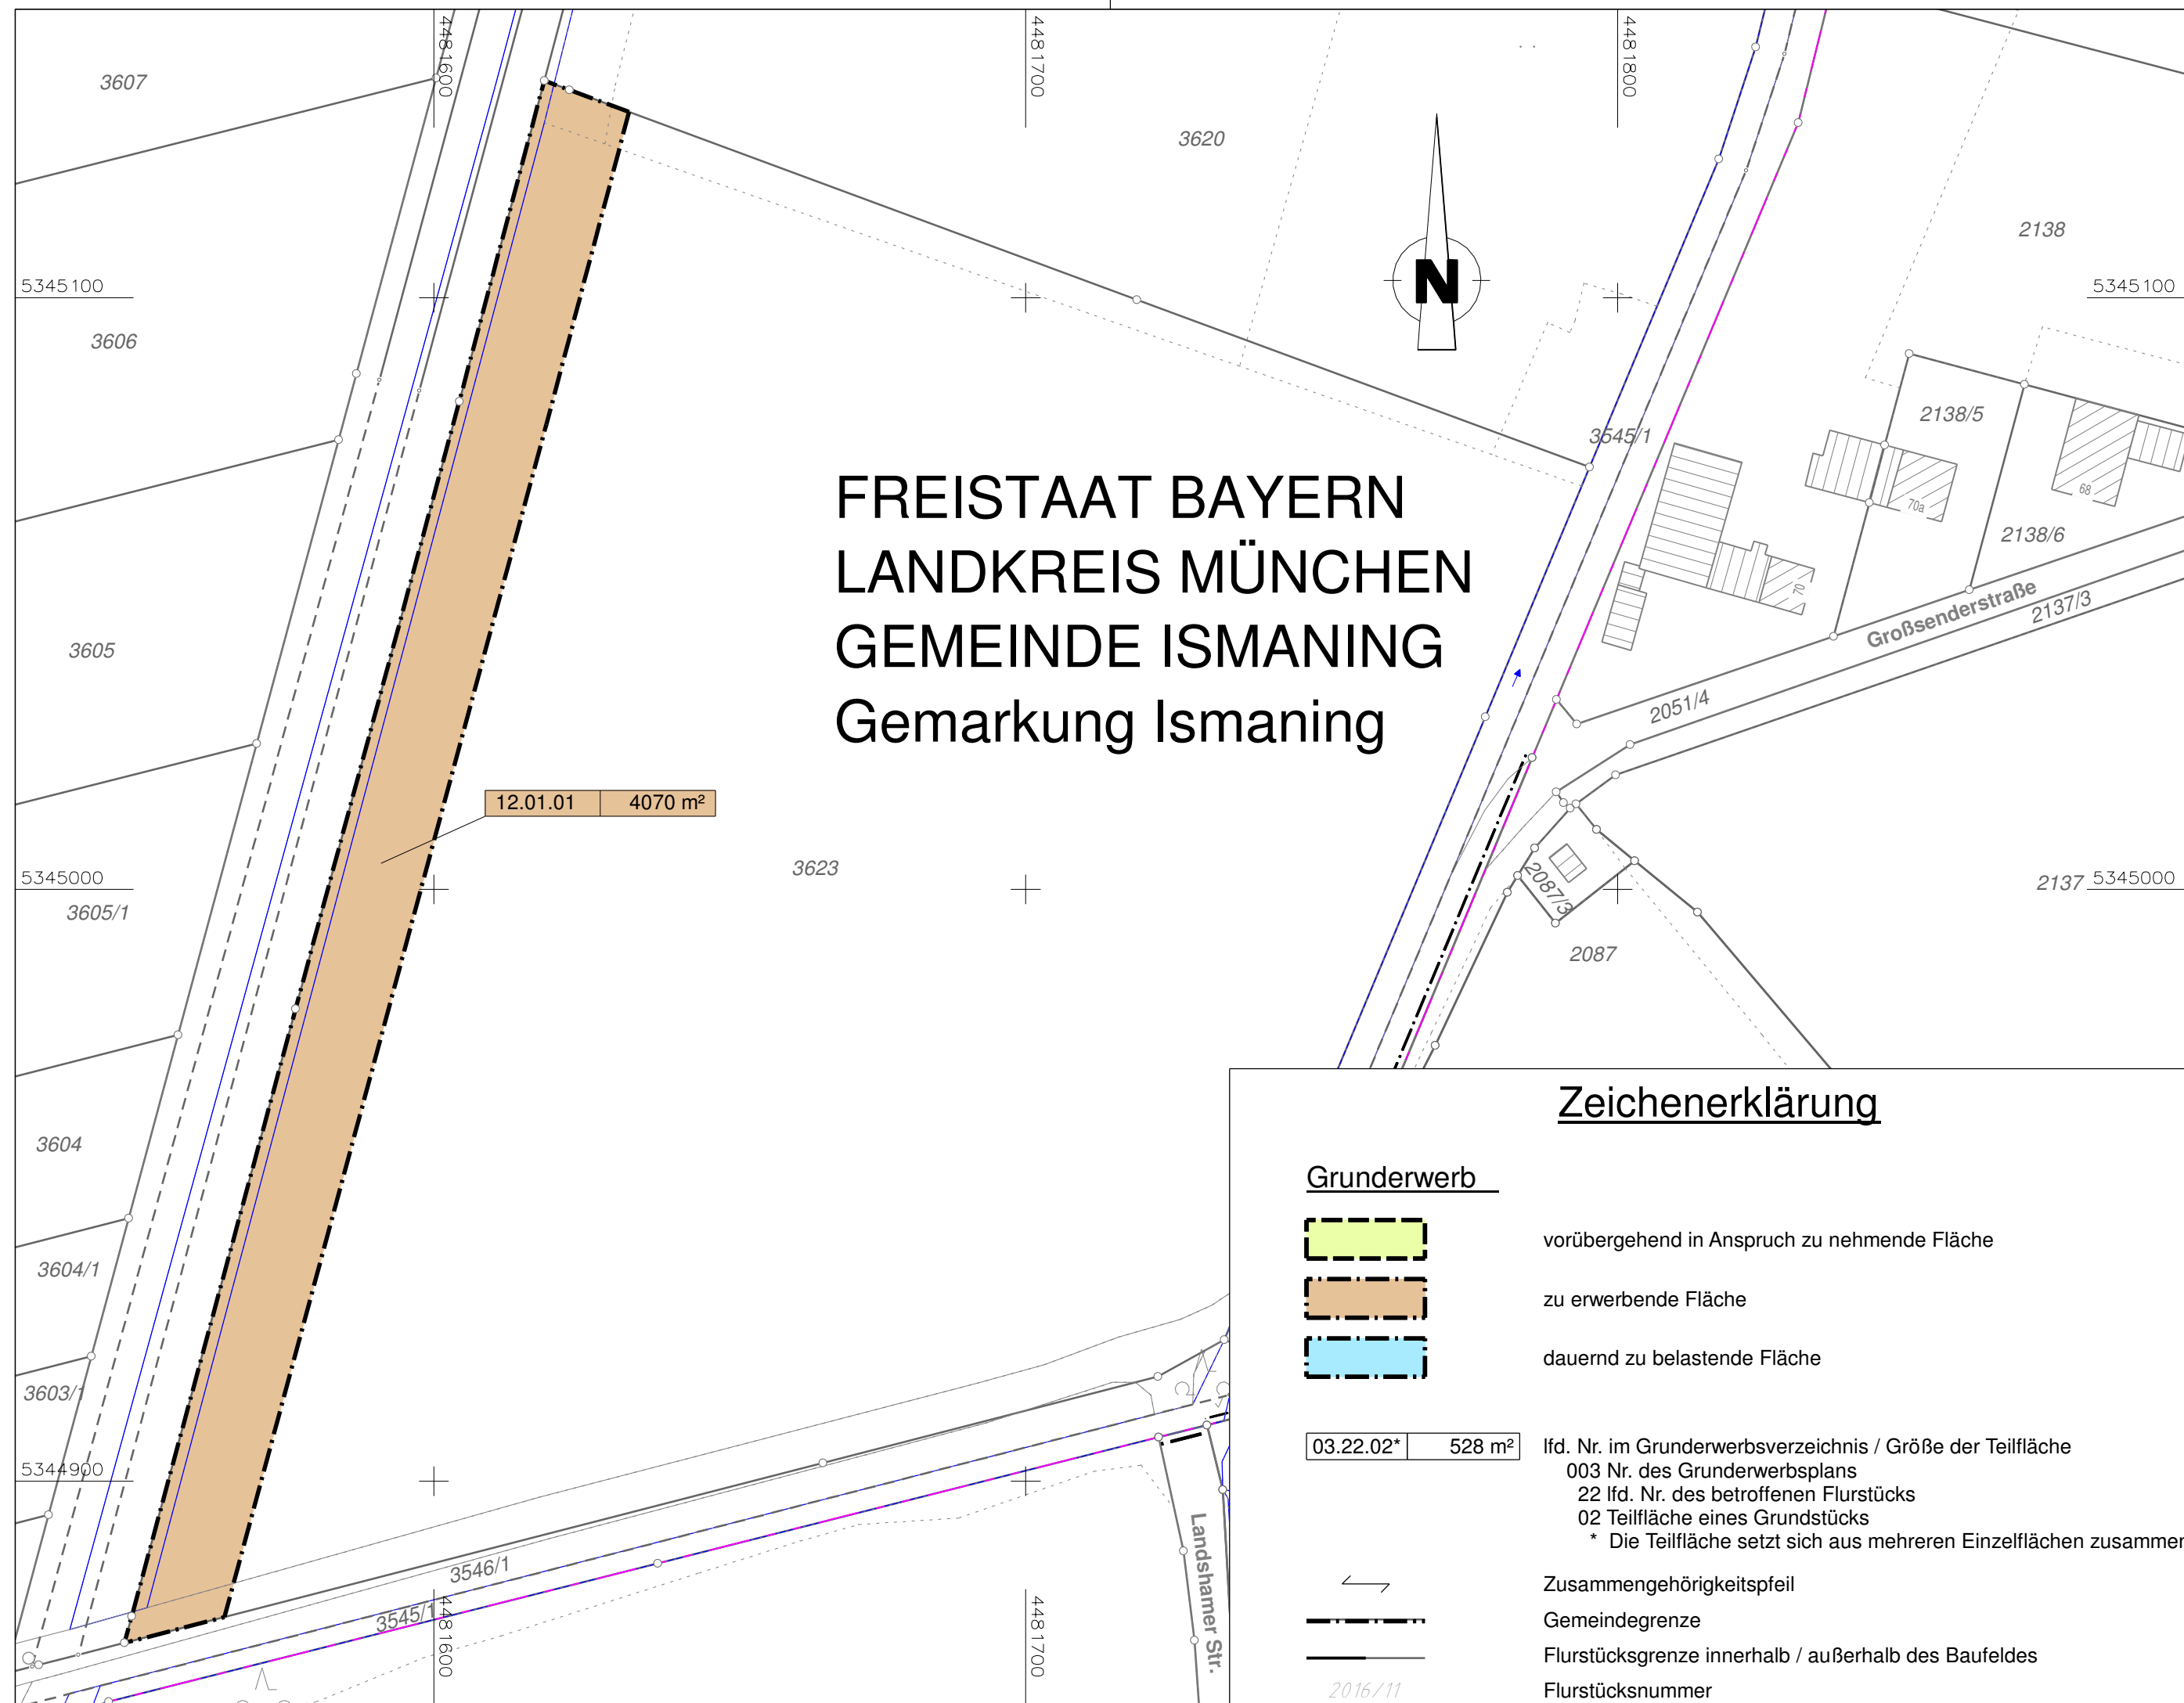 4481600
4481700
4481800
3607
3620
2138
5345100
5345100
3606
2138/5
3545/1
68
70a
2138/6
FREISTAAT BAYERN
LANDKREIS MÜNCHEN
GEMEINDE ISMANING
Gemarkung Ismaning
70
Großsenderstraße
2137/3
3605
2051/4
12.01.01 4070 m²
3623
5345000
2137 5345000
2087/3
3605/1
2087
Zeichenerklärung
3604
Grunderwerb
vorübergehend in Anspruch zu nehmende Fläche
3604/1
zu erwerbende Fläche
dauernd zu belastende Fläche
3603/1
03.22.02* 528 m² lfd. Nr. im Grunderwerbsverzeichnis / Größe der Teilfläche
5344900
003 Nr. des Grunderwerbsplans
22 lfd. Nr. des betroffenen Flurstücks
02 Teilfläche eines Grundstücks
* Die Teilfläche setzt sich aus mehreren Einzelflächen zusammen
3546/1
Landshamer Str.
Zusammengehörigkeitspfeil
3545/1
Gemeindegrenze
4481600
4481700
Flurstücksgrenze innerhalb / außerhalb des Baufeldes
2016/11 Flurstücksnummer